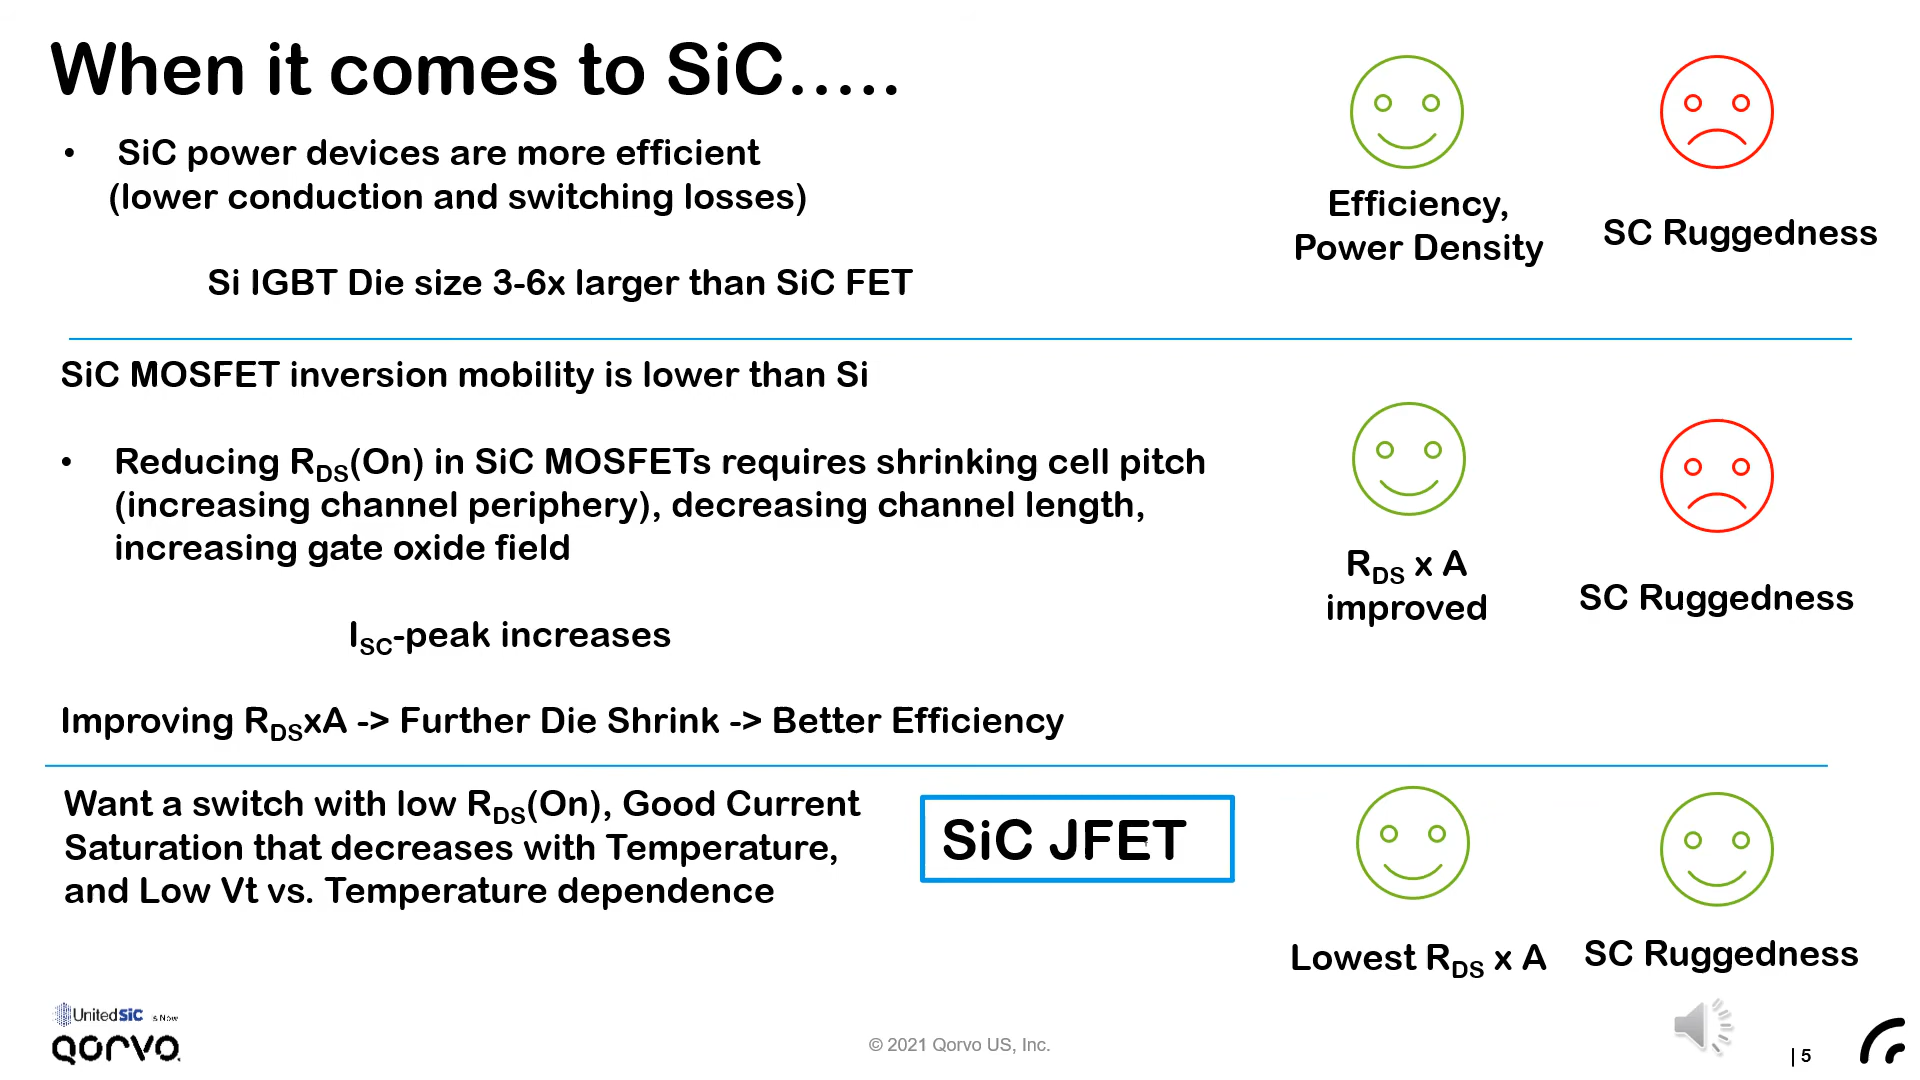 When it comes to SiC.....
• SiC power devices are more efficient
(lower conduction and switching losses)
Si IGBT Die size 3-6x larger than SiC FET
Efficiency,
Power Density
SC Ruggedness
SiC MOSFET inversion mobility is lower than Si
• Reducing RDS(On) in SiC MOSFETs requires shrinking cell pitch
(increasing channel periphery), decreasing channel length,
increasing gate oxide field
ISC-peak increases
Improving RDSxA -> Further Die Shrink -> Better Efficiency
RDS x A
improved
SC Ruggedness
Want a switch with low RDS(On), Good Current
Saturation that decreases with Temperature,
and Low Vt vs. Temperature dependence
SiC JFET
Lowest RDS x A
SC Ruggedness
UnitedSiC is Now
QORVO
© 2021 Qorvo US, Inc.
| 5